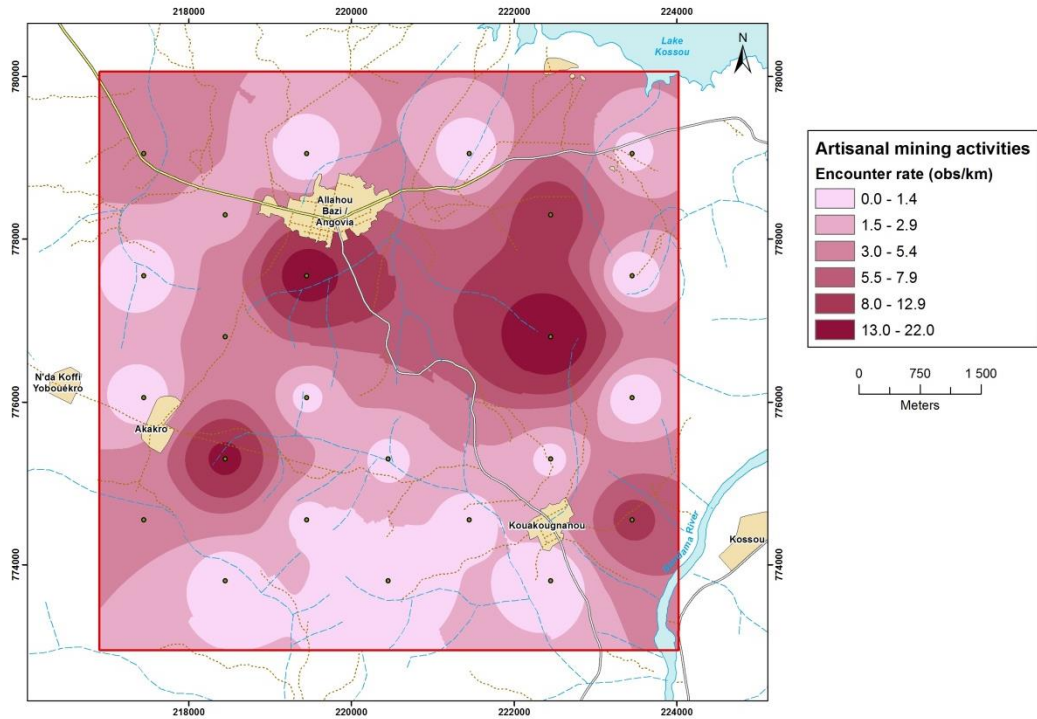 218000 220000 222000 224000
Lake
Kossou
N
780000 780000
Allahou
Bazi /
Angovia
778000 778000
N'da Koffi
Yobouékro
776000 776000
Akakro
Kouakougnanou
Kossou
River
774000 774000
218000 220000 222000 224000
Artisanal mining activities
Encounter rate (obs/km)
0.0 - 1.4
1.5 - 2.9
3.0 - 5.4
5.5 - 7.9
8.0 - 12.9
13.0 - 22.0
0 750 1 500
Meters